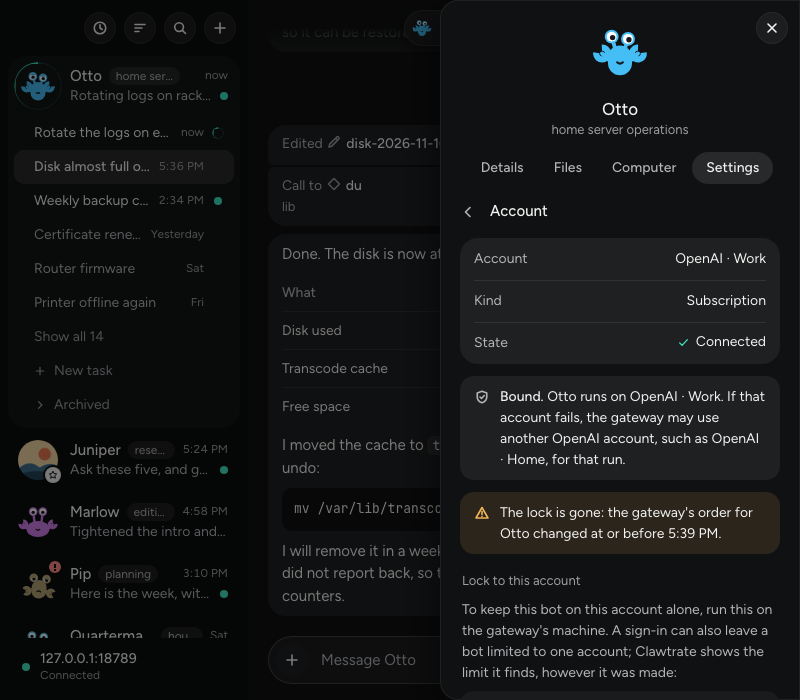 Otto home ser... now
Rotating logs on rack...
Rotate the logs on e... now
Disk almost full o... 5:36 PM
Weekly backup c... 2:34 PM
Certificate rene... Yesterday
Router firmware Sat
Printer offline again Fri
Show all 14
+ New task
Archived
Juniper rese... 5:24 PM
Ask these five, and g...
Marlow editi... 4:58 PM
Tightened the intro and...
Pip planning 3:10 PM
Here is the week, wit...
Quarterma hou Sat
127.0.0.1:18789
Connected
so it can be restor
Edited disk-2026-11-1
Call to du
lib
Done. The disk is now at
What
Disk used
Transcode cache
Free space
I moved the cache to
undo:
mv /var/lib/transco
I will remove it in a week
did not report back, so t
counters.
Message Otto
Otto
home server operations
Details Files Computer Settings
Account
Account OpenAI · Work
Kind Subscription
State Connected
Bound. Otto runs on OpenAI · Work. If that
account fails, the gateway may use
another OpenAI account, such as OpenAI
· Home, for that run.
The lock is gone: the gateway's order for
Otto changed at or before 5:39 PM.
Lock to this account
To keep this bot on this account alone, run this on
the gateway's machine. A sign-in can also leave a
bot limited to one account; Clawtrate shows the
limit it finds, however it was made: